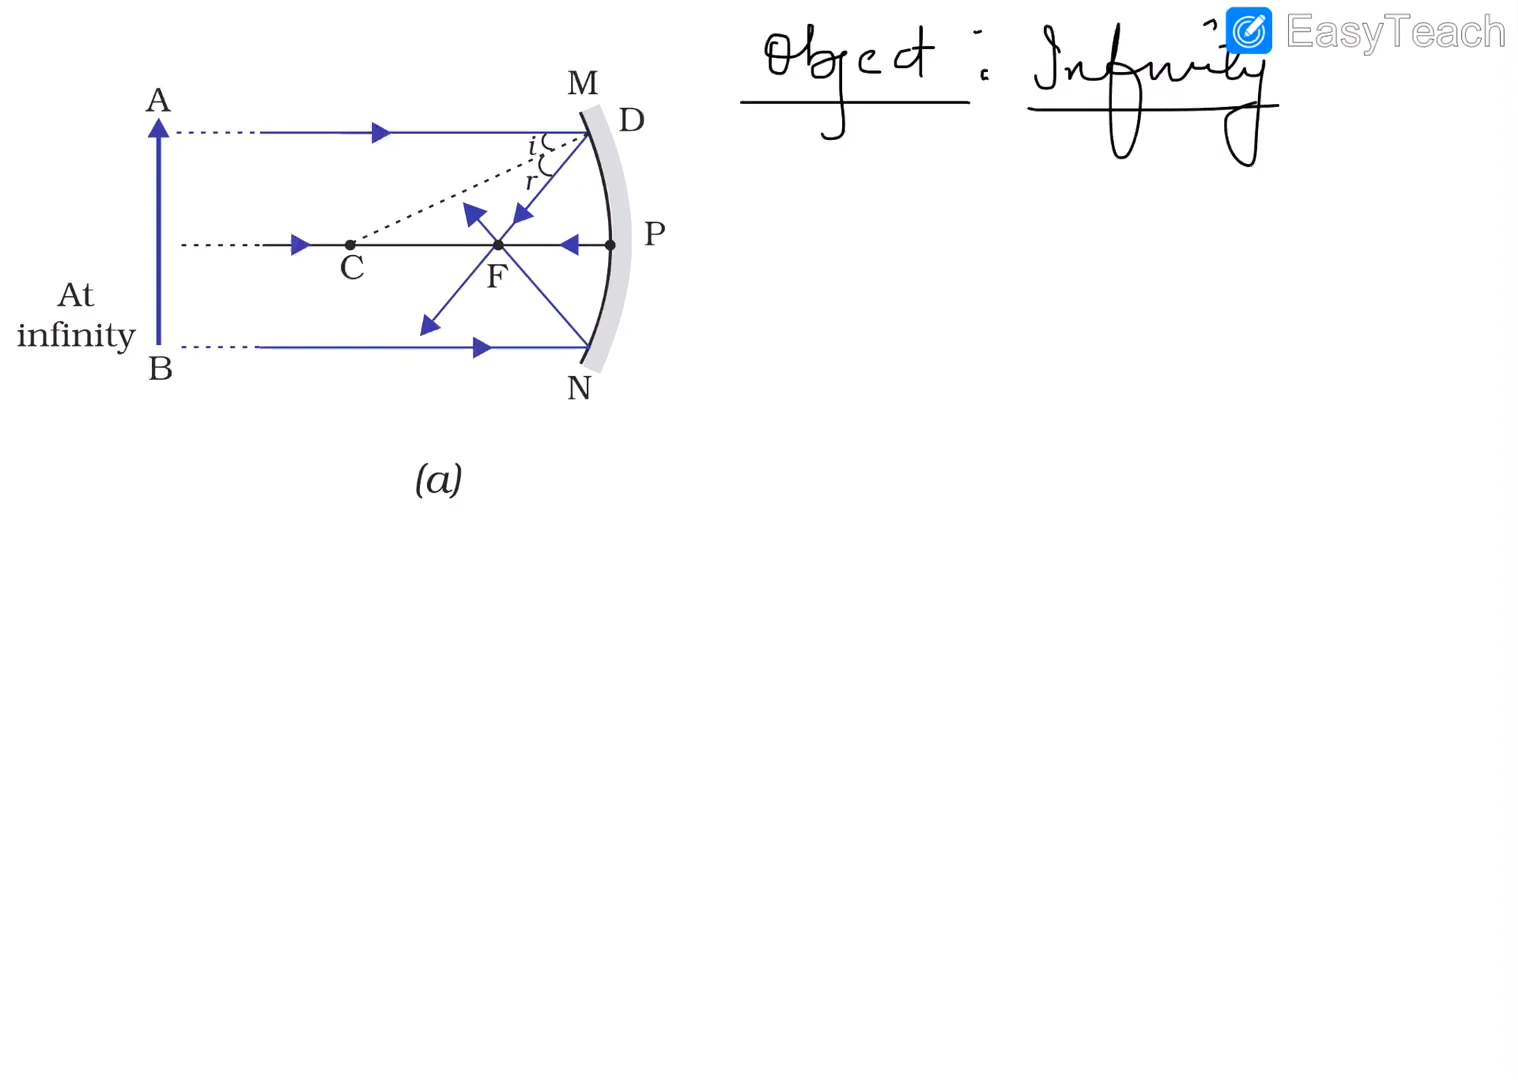 Object : Infinity
EasyTeach
M
A
D
i
r
P
C
F
At
infinity
B
N
(a)